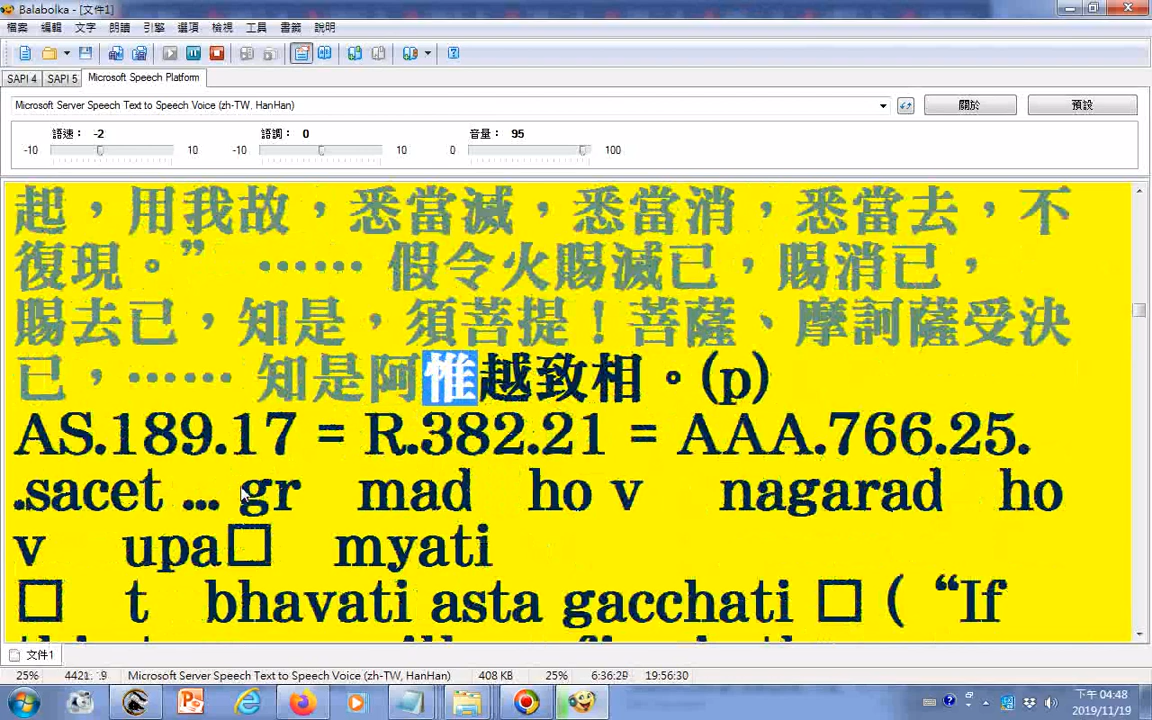 Balabolka - [文件1]
檔案 編輯 文字 朗讀 引擎 選項 檢視 工具 書籤 說明
SAPI 4 SAPI 5 Microsoft Speech Platform
Microsoft Server Speech Text to Speech Voice (zh-TW, HanHan) 關於 預設
語速： -2 語調： 0 音量： 95
-10 10 -10 10 0 100
起，用我故，悉當滅，悉當消，悉當去，不
復現。” …… 假令火賜滅已，賜消已，
賜去已，知是，須菩提！菩薩、摩訶薩受決
已，…… 知是阿惟越致相。(p)
AS.189.17 = R.382.21 = AAA.766.25.
.sacet ... gr mad ho v nagarad ho
v upa□ myati
□ t bhavati asta gacchati □ ( “If
文件1
25% Microsoft Server Speech Text to Speech Voice (zh-TW, HanHan) 408 KB 25% 6:36:29 19:56:30
下午 04:48
2019/11/19